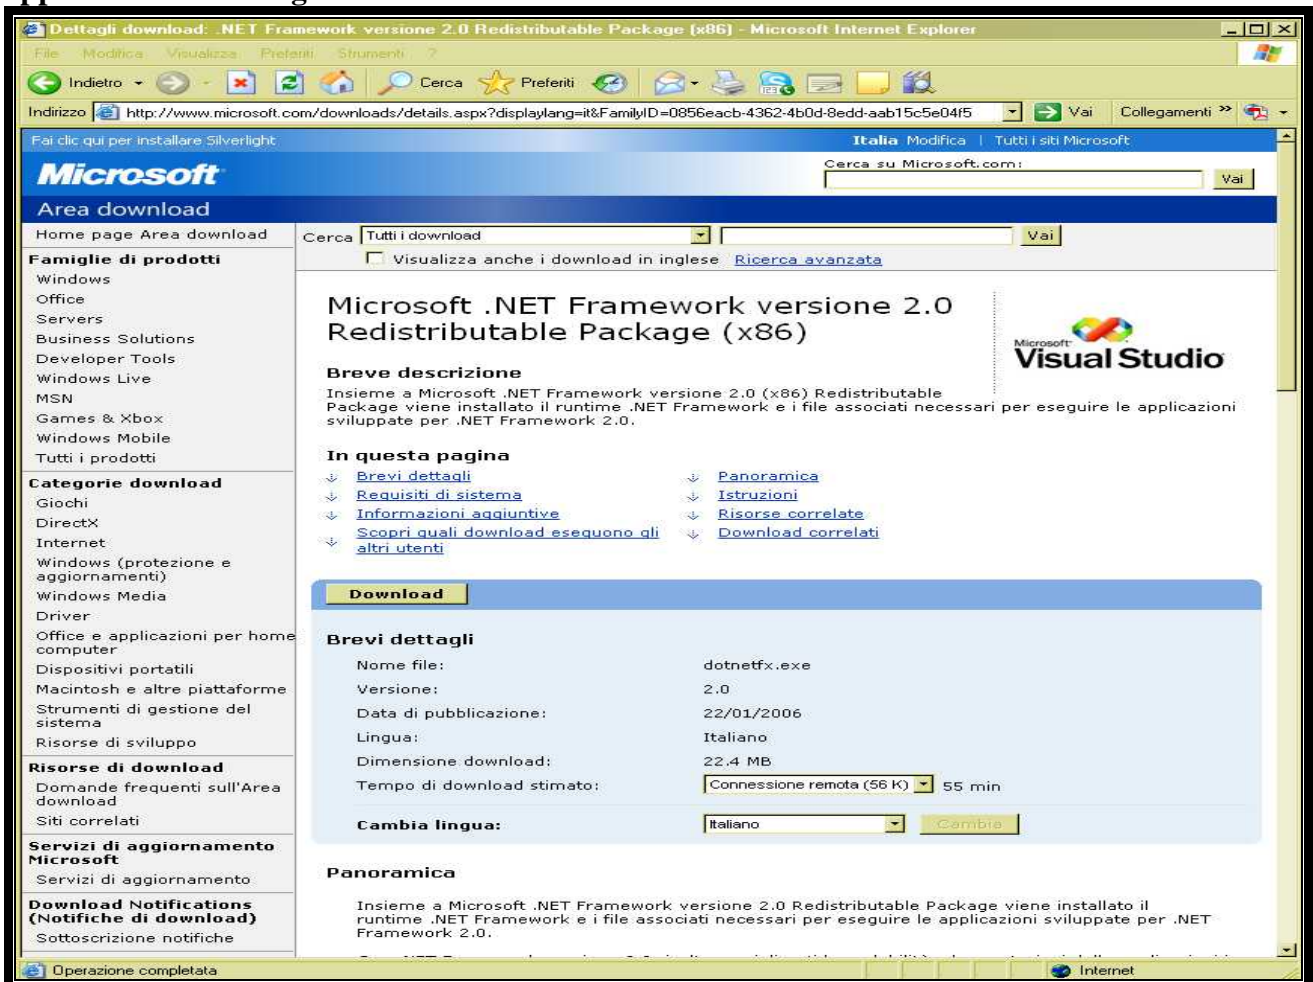 Dettagli download: .NET Framework versione 2.0 Redistributable Package (x86) - Microsoft Internet Explorer
File Modifica Visualizza Preferiti Strumenti ?
Indietro Cerca Preferiti
Indirizzo http://www.microsoft.com/downloads/details.aspx?displaylang=it&FamilyID=0856eacb-4362-4b0d-8edd-aab15c5e04f5 Vai Collegamenti »
Fai clic qui per installare Silverlight Italia Modifica | Tutti i siti Microsoft
Microsoft
Cerca su Microsoft.com:
Vai
Area download
Home page Area download
Famiglie di prodotti
Windows
Office
Servers
Business Solutions
Developer Tools
Windows Live
MSN
Games & Xbox
Windows Mobile
Tutti i prodotti
Categorie download
Giochi
DirectX
Internet
Windows (protezione e
aggiornamenti)
Windows Media
Driver
Office e applicazioni per home
computer
Dispositivi portatili
Macintosh e altre piattaforme
Strumenti di gestione del
sistema
Risorse di sviluppo
Risorse di download
Domande frequenti sull'Area
download
Siti correlati
Servizi di aggiornamento
Microsoft
Servizi di aggiornamento
Download Notifications
(Notifiche di download)
Sottoscrizione notifiche
Cerca Tutti i download Vai
Visualizza anche i download in inglese Ricerca avanzata
Microsoft .NET Framework versione 2.0
Redistributable Package (x86)
Microsoft
Visual Studio
Breve descrizione
Insieme a Microsoft .NET Framework versione 2.0 (x86) Redistributable
Package viene installato il runtime .NET Framework e i file associati necessari per eseguire le applicazioni
sviluppate per .NET Framework 2.0.
In questa pagina
Brevi dettagli
Requisiti di sistema
Informazioni aggiuntive
Scopri quali download eseguono gli
altri utenti
Panoramica
Istruzioni
Risorse correlate
Download correlati
Download
Brevi dettagli
Nome file: dotnetfx.exe
Versione: 2.0
Data di pubblicazione: 22/01/2006
Lingua: Italiano
Dimensione download: 22.4 MB
Tempo di download stimato: Connessione remota (56 K) 55 min
Cambia lingua: Italiano Cambia
Panoramica
Insieme a Microsoft .NET Framework versione 2.0 Redistributable Package viene installato il
runtime .NET Framework e i file associati necessari per eseguire le applicazioni sviluppate per .NET
Framework 2.0.
Operazione completata Internet